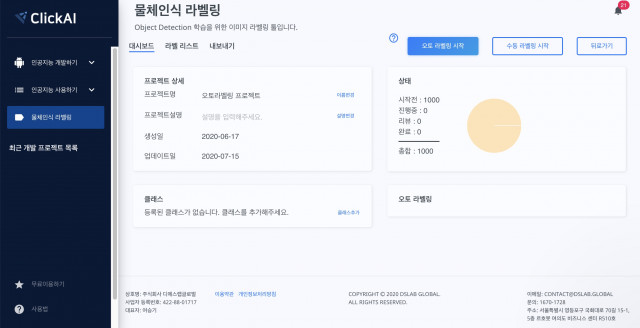 ClickAI
인공지능 개발하기
인공지능 사용하기
물체인식 라벨링
최근 개발 프로젝트 목록
무료이용하기
사용법
물체인식 라벨링
Object Detection 학습을 위한 이미지 라벨링 툴입니다.
21
대시보드 라벨 리스트 내보내기
오토 라벨링 시작 수동 라벨링 시작 뒤로가기
프로젝트 상세
프로젝트명 오토라벨링 프로젝트 이름변경
프로젝트설명 설명을 입력해주세요. 설명변경
생성일 2020-06-17
업데이트일 2020-07-15
상태
시작전 : 1000
진행중 : 0
리뷰 : 0
완료 : 0
총합 : 1000
클래스
등록된 클래스가 없습니다. 클래스를 추가해주세요. 클래스추가
오토 라벨링
상호명: 주식회사 디에스랩글로벌
사업자 등록번호: 422-88-01717
대표자: 여승기
이용약관 개인정보처리방침
COPYRIGHT © 2020 DSLAB GLOBAL.
ALL RIGHTS RESERVED.
이메일: CONTACT@DSLAB.GLOBAL
문의: 1670-1728
주소: 서울특별시 영등포구 국회대로 70길 15-1,
5층 르호봇 여의도 비즈니스 센터 R510호